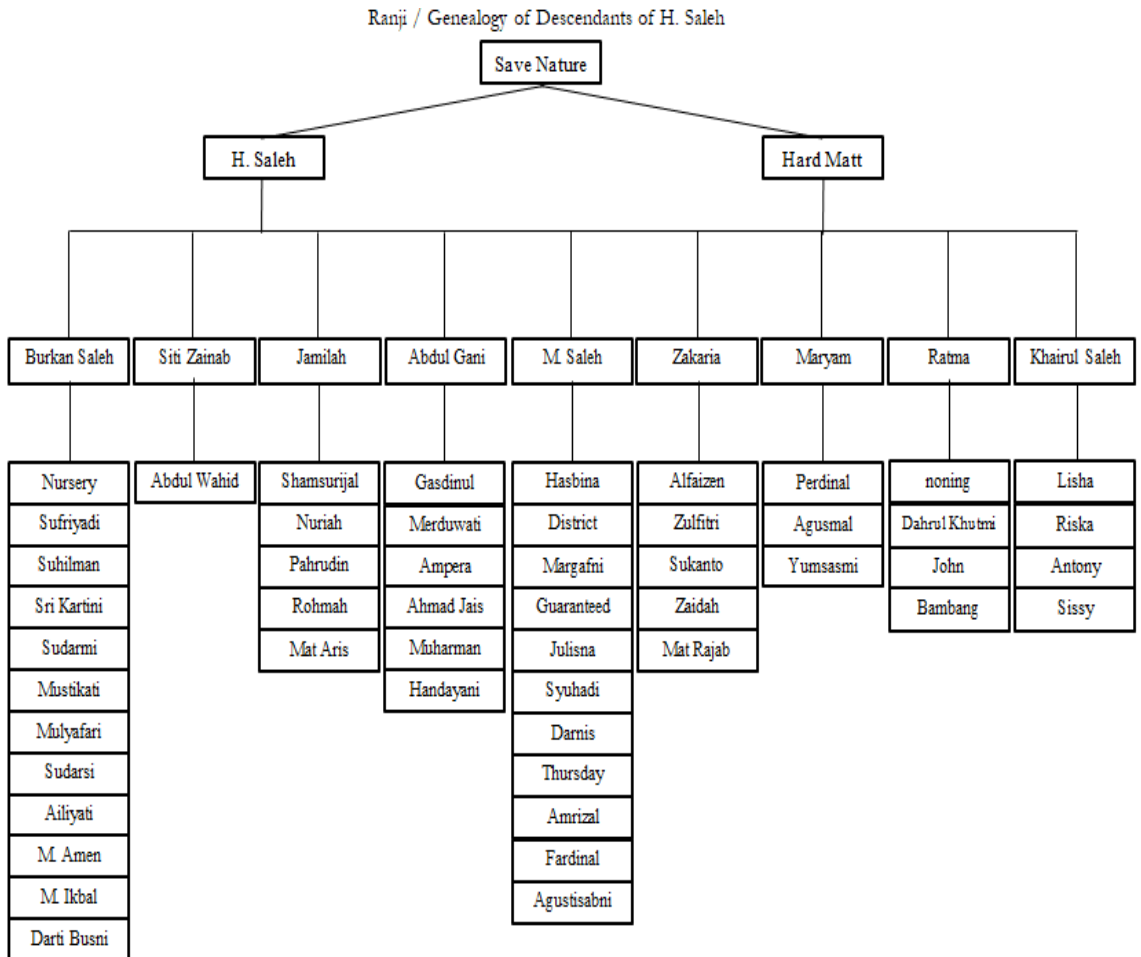 Ranji / Genealogy of Descendants of H. Saleh
Save Nature
H. Saleh
Hard Matt
Burkan Saleh
Siti Zainab
Jamilah
Abdul Gani
M. Saleh
Zakaria
Maryam
Ratma
Khairul Saleh
Nursery
Sufriyadi
Suhilman
Sri Kartini
Sudarmi
Mustikati
Mulyafari
Sudarsi
Ailiyati
M. Amen
M. Ikbal
Darti Busni
Abdul Wahid
Shamsurijal
Nuriah
Pahrudin
Rohmah
Mat Aris
Gasdinul
Merduwati
Ampera
Ahmad Jais
Muharman
Handayani
Hasbina
District
Margafni
Guaranteed
Julisna
Syuhadi
Darnis
Thursday
Amrizal
Fardinal
Agustisabni
Alfaizen
Zulfitri
Sukanto
Zaidah
Mat Rajab
Perdinal
Agusmal
Yumsasmi
noning
Dahrul Khutmi
John
Bambang
Lisha
Riska
Antony
Sissy